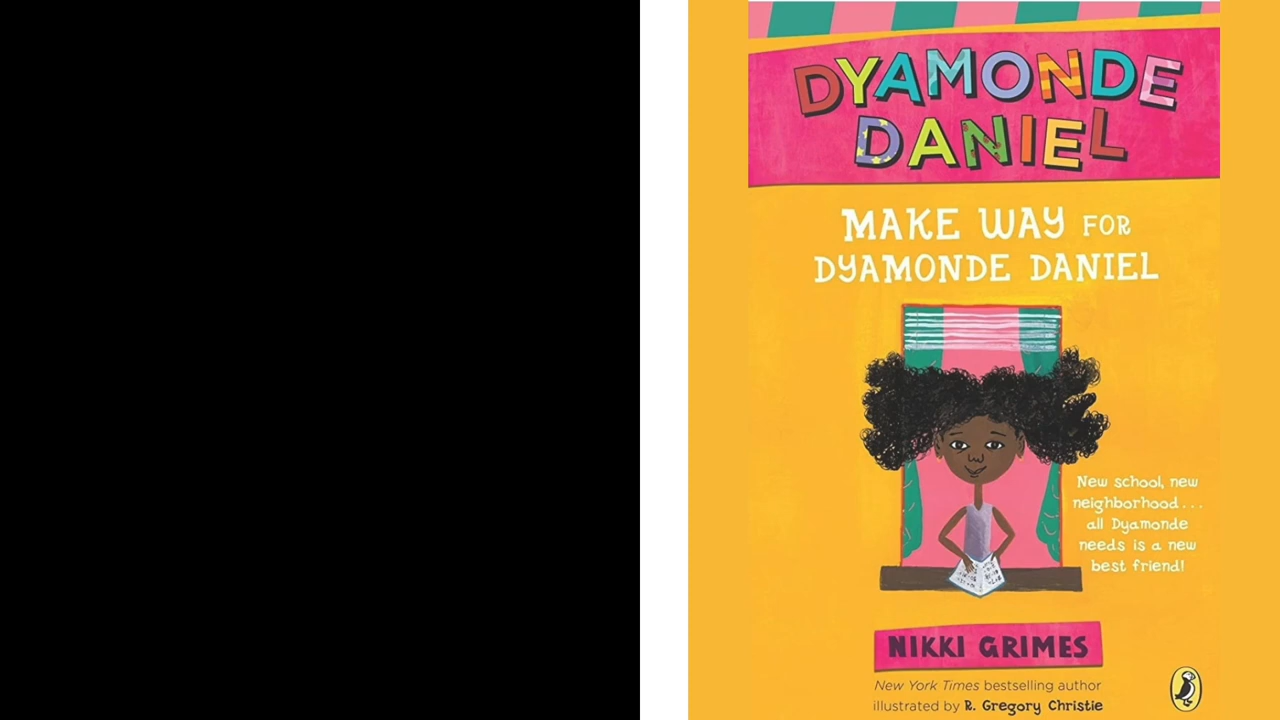 DYAMONDE
DANIEL
MAKE WAY FOR
DYAMONDE DANIEL
New school, new
neighborhood...
all Dyamonde
needs is a new
best friend!
NIKKI GRIMES
New York Times bestselling author
illustrated by R. Gregory Christie